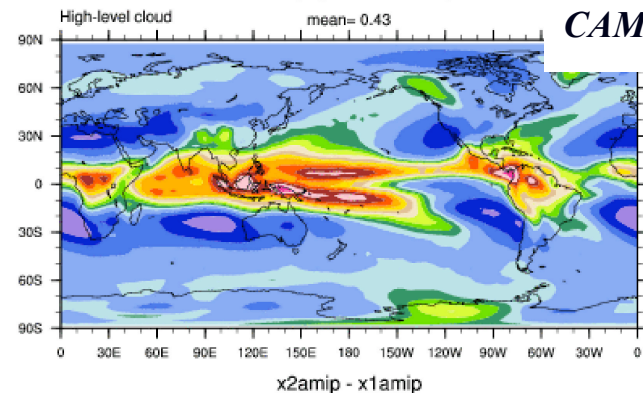 High-level cloud mean= 0.43 CAM
90N
60N
30N
0
30S
60S
90S
0 30E 60E 90E 120E 150E 180 150W 120W 90W 60W 30W 0
x2amip - x1amip